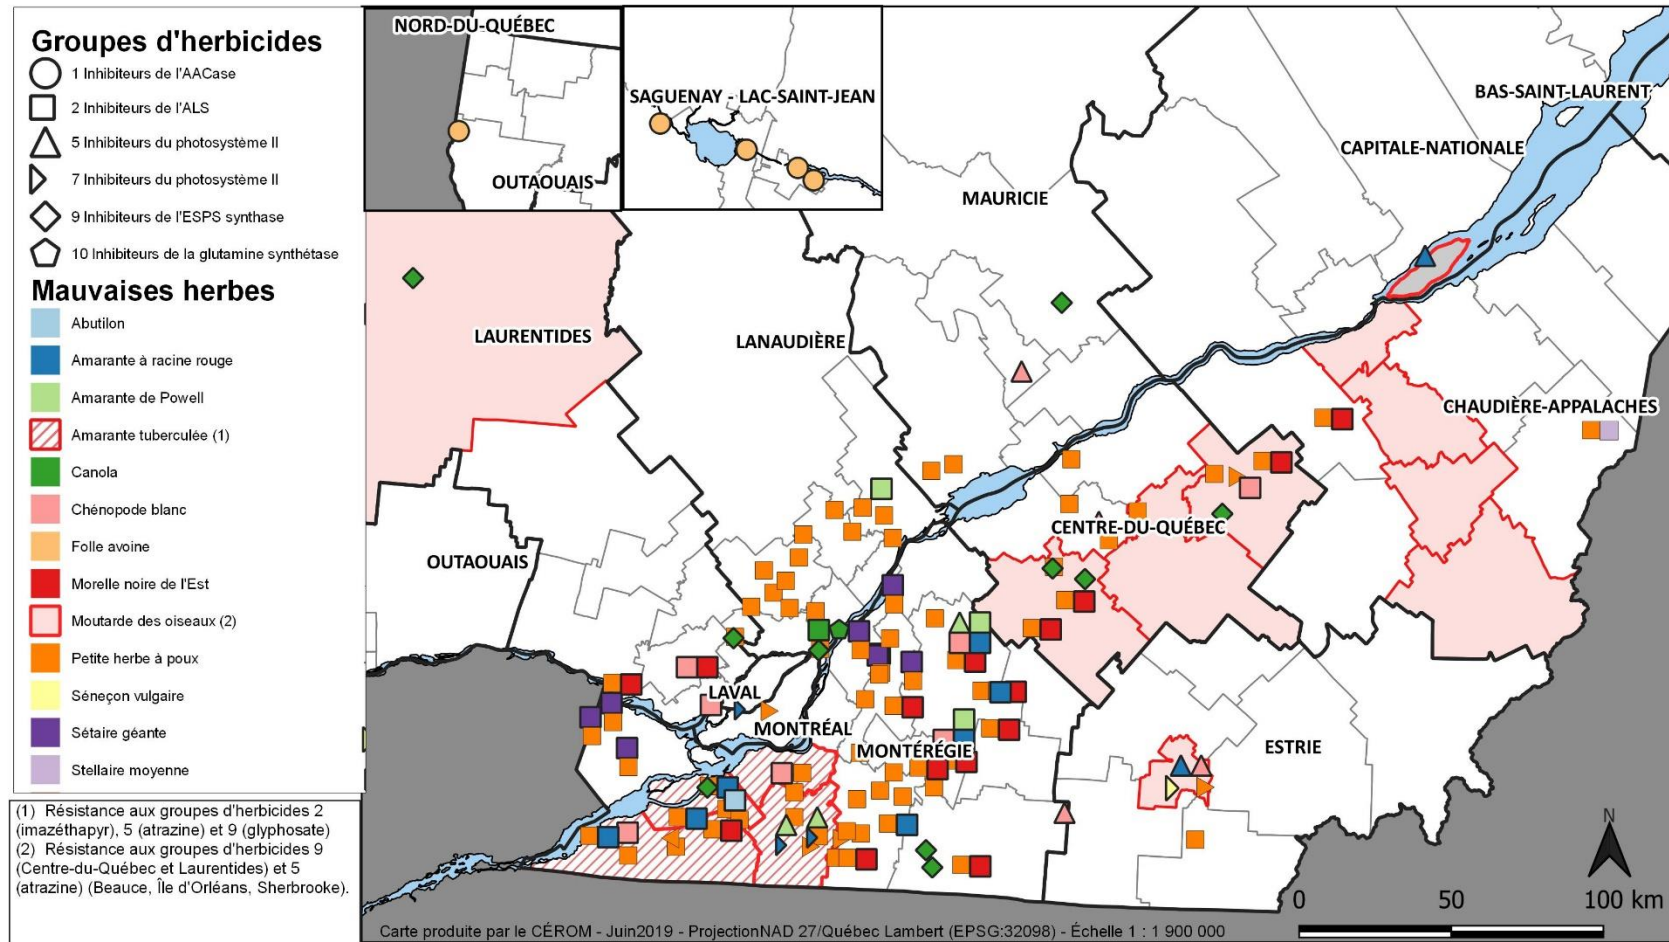 Groupes d'herbicides
1 Inhibiteurs de l'AACase
2 Inhibiteurs de l'ALS
5 Inhibiteurs du photosystème II
7 Inhibiteurs du photosystème II
9 Inhibiteurs de l'ESPS synthase
10 Inhibiteurs de la glutamine synthétase
Mauvaises herbes
Abutilon
Amarante à racine rouge
Amarante de Powell
Amarante tuberculée (1)
Canola
Chénopode blanc
Folle avoine
Morelle noire de l'Est
Moutarde des oiseaux (2)
Petite herbe à poux
Séneçon vulgaire
Sétaire géante
Stellaire moyenne
(1) Résistance aux groupes d'herbicides 2
(imazéthapyr), 5 (atrazine) et 9 (glyphosate)
(2) Résistance aux groupes d'herbicides 9
(Centre-du-Québec et Laurentides) et 5
(atrazine) (Beauce, Île d'Orléans, Sherbrooke).
NORD-DU-QUÉBEC
OUTAOUAIS
SAGUENAY - LAC-SAINT-JEAN
BAS-SAINT-LAURENT
CAPITALE-NATIONALE
MAURICIE
LAURENTIDES
LANAUDIÈRE
CHAUDIÈRE-APPALACHES
CENTRE-DU-QUÉBEC
OUTAOUAIS
LAVAL
MONTRÉAL
MONTÉRÉGIE
ESTRIE
N
0 50 100 km
Carte produite par le CÉROM - Juin2019 - ProjectionNAD 27/Québec Lambert (EPSG:32098) - Échelle 1 : 1 900 000